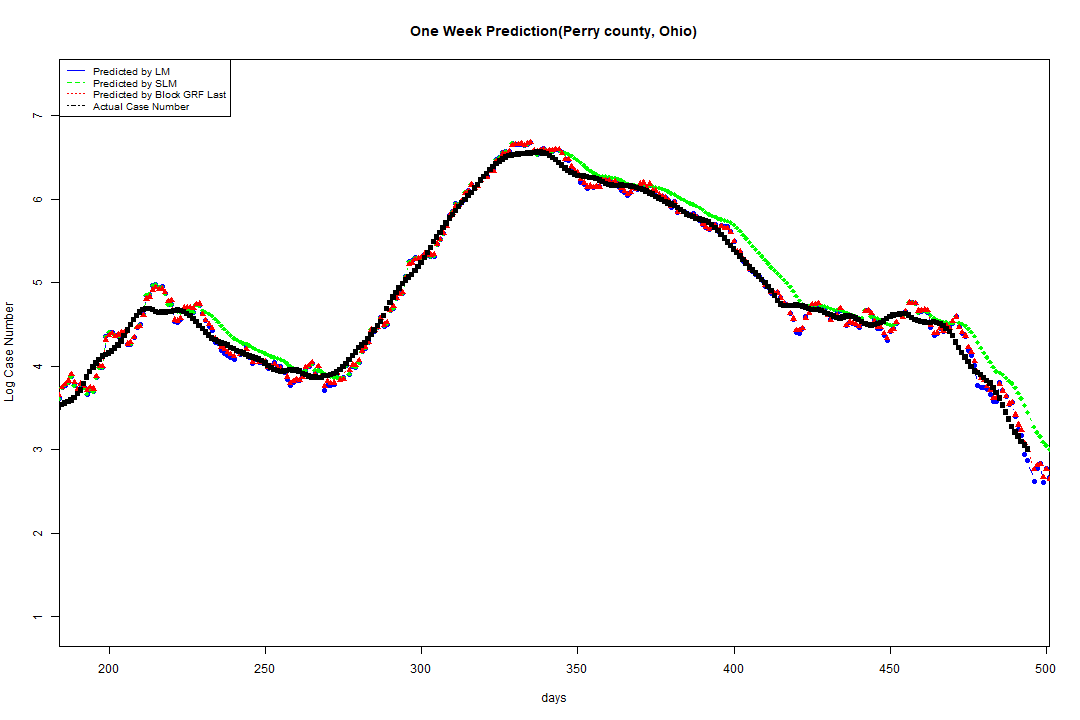 One Week Prediction(Perry county, Ohio)
Predicted by LM
Predicted by SLM
Predicted by Block GRF Last
Actual Case Number
7
6
5
4
3
2
1
Log Case Number
200 250 300 350 400 450 500
days